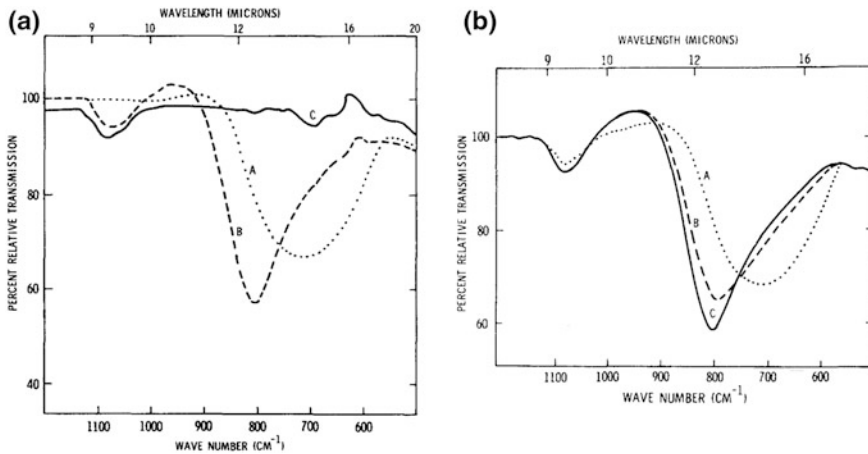 (a)
WAVELENGTH (MICRONS)
9 10 12 16 20
100
80
60
40
PERCENT RELATIVE TRANSMISSION
A
B
C
1100 1000 900 800 700 600
WAVE NUMBER (CM-1)
(b)
WAVELENGTH (MICRONS)
9 10 12 16
100
80
60
PERCENT RELATIVE TRANSMISSION
A
B
C
1100 1000 900 800 700 600
WAVE NUMBER (CM-1)